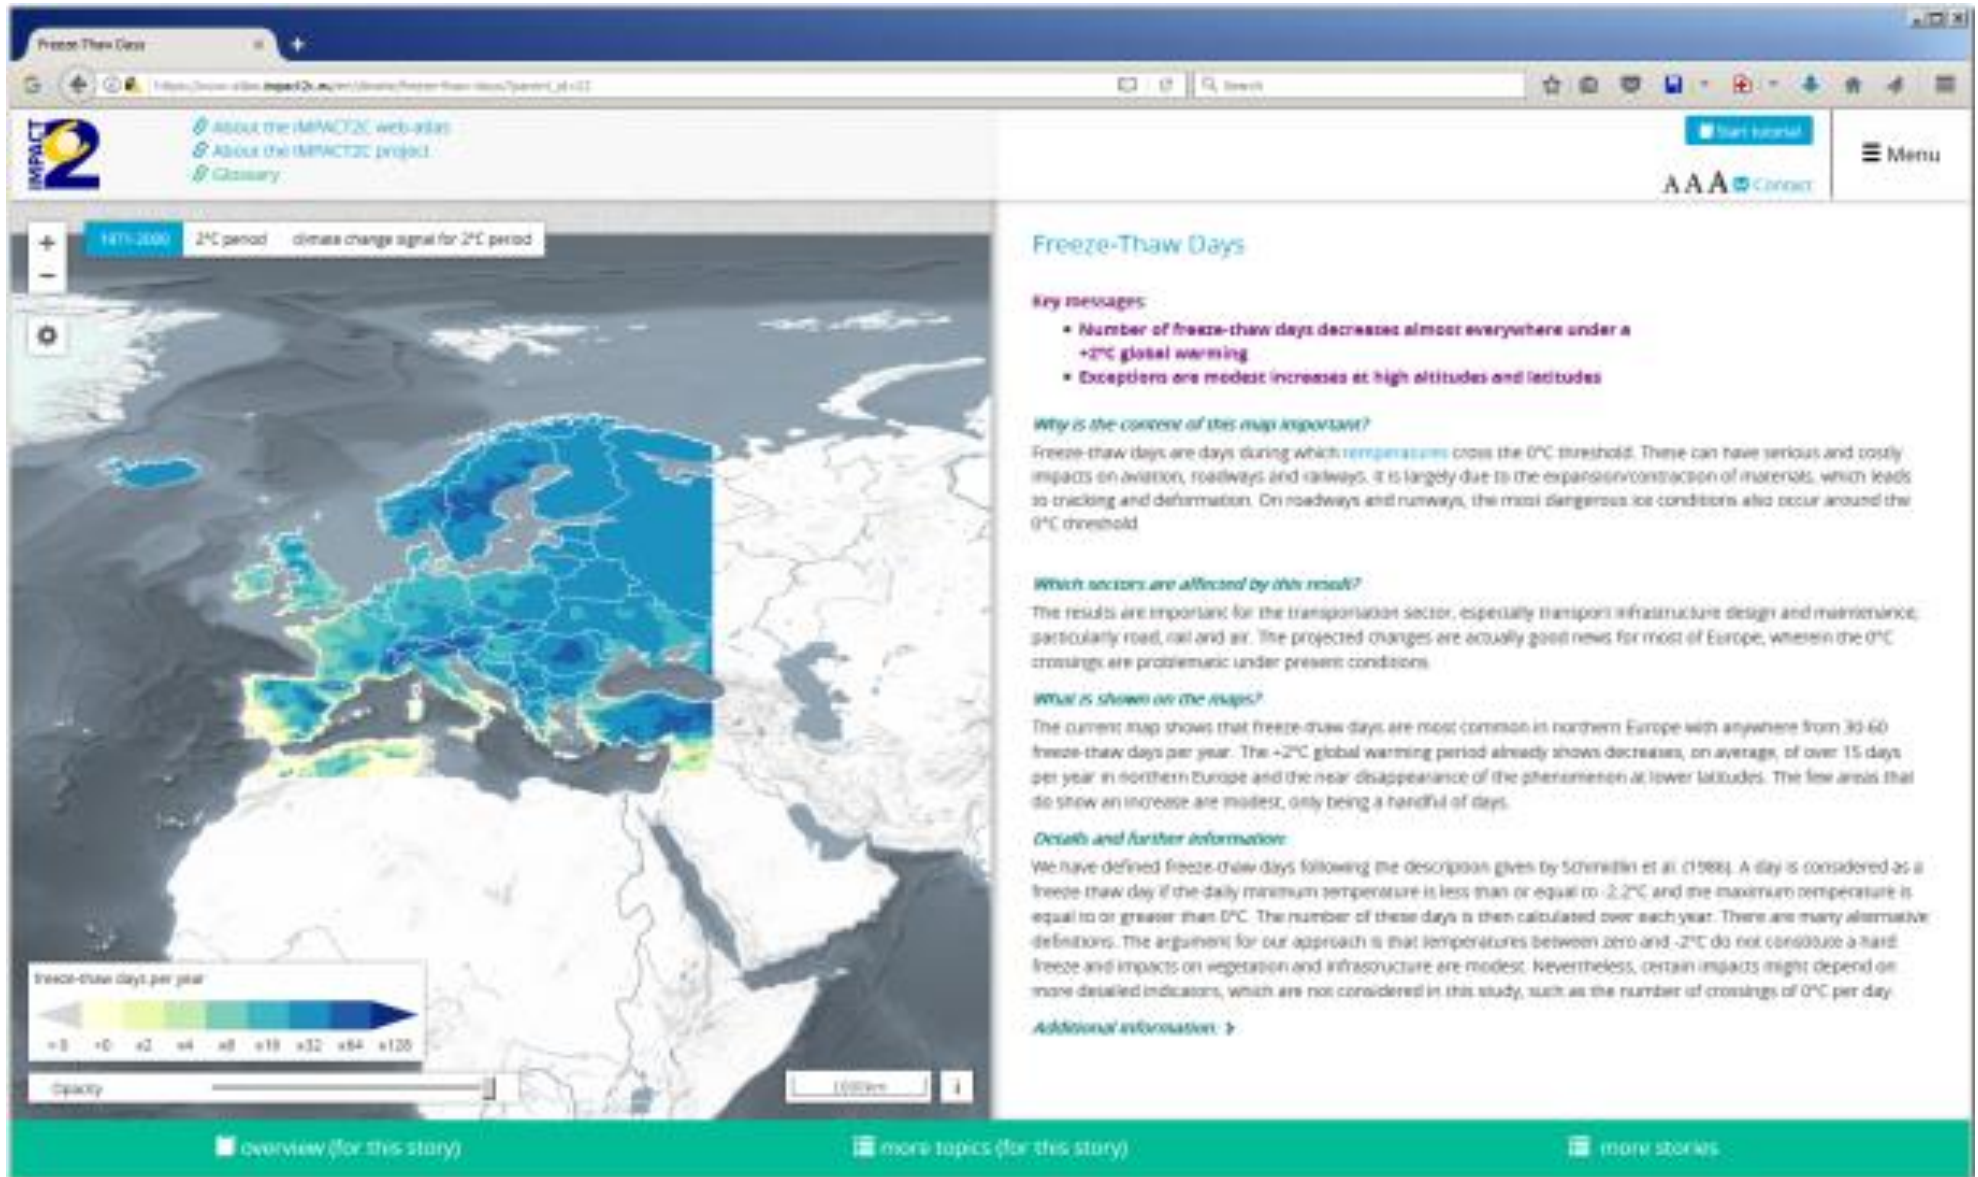 Freeze-Thaw Days
Search
IMPACT
2
About the IMPACT2C web-atlas
About the IMPACT2C project
Glossary
Start tutorial
A A A Contact
Menu
1971-2000 2°C period climate change signal for 2°C period
Freeze-Thaw Days
Key messages:
Number of freeze-thaw days decreases almost everywhere under a
+2°C global warming
Exceptions are modest increases at high altitudes and latitudes
Why is the content of this map important?
Freeze-thaw days are days during which temperatures cross the 0°C threshold. These can have serious and costly
impacts on aviation, roadways and railways. It is largely due to the expansion/contraction of materials, which leads
to cracking and deformation. On roadways and runways, the most dangerous ice conditions also occur around the
0°C threshold.
Which sectors are affected by this result?
The results are important for the transportation sector, especially transport infrastructure design and maintenance,
particularly road, rail and air. The projected changes are actually good news for most of Europe, wherein the 0°C
crossings are problematic under present conditions.
What is shown on the maps?
The current map shows that freeze-thaw days are most common in northern Europe with anywhere from 30-60
freeze-thaw days per year. The +2°C global warming period already shows decreases, on average, of over 15 days
per year in northern Europe and the near disappearance of the phenomenon at lower latitudes. The few areas that
do show an increase are modest, only being a handful of days.
Details and further information:
We have defined freeze-thaw days following the description given by Schmidlin et al. (1986). A day is considered as a
freeze-thaw day if the daily minimum temperature is less than or equal to -2.2°C and the maximum temperature is
equal to or greater than 0°C. The number of these days is then calculated over each year. There are many alternative
definitions. The argument for our approach is that temperatures between zero and -2°C do not constitute a hard
freeze and impacts on vegetation and infrastructure are modest. Nevertheless, certain impacts might depend on
more detailed indicators, which are not considered in this study, such as the number of crossings of 0°C per day.
Additional information:
freeze-thaw days per year
Opacity
1000km
i
overview (for this story)
more topics (for this story)
more stories